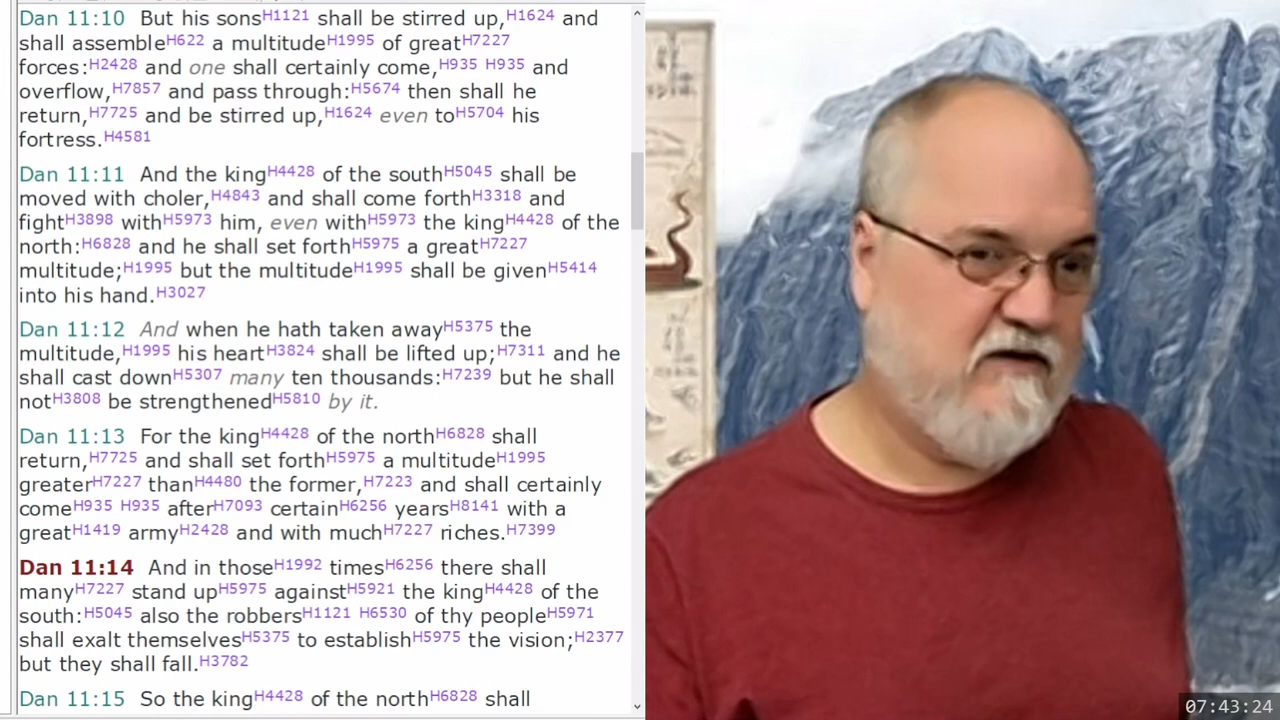 Dan 11:10 But his sonsH1121 shall be stirred up,H1624 and
shall assembleH622 a multitudeH1995 of greatH7227
forces:H2428 and one shall certainly come,H935 H935 and
overflow,H7857 and pass through:H5674 then shall he
return,H7725 and be stirred up,H1624 even toH5704 his
fortress.H4581
Dan 11:11 And the kingH4428 of the southH5045 shall be
moved with choler,H4843 and shall come forthH3318 and
fightH3898 withH5973 him, even withH5973 the kingH4428 of the
north:H6828 and he shall set forthH5975 a greatH7227
multitude;H1995 but the multitudeH1995 shall be givenH5414
into his hand.H3027
Dan 11:12 And when he hath taken awayH5375 the
multitude,H1995 his heartH3824 shall be lifted up;H7311 and he
shall cast downH5307 many ten thousands:H7239 but he shall
notH3808 be strengthenedH5810 by it.
Dan 11:13 For the kingH4428 of the northH6828 shall
return,H7725 and shall set forthH5975 a multitudeH1995
greaterH7227 thanH4480 the former,H7223 and shall certainly
comeH935 H935 afterH7093 certainH6256 yearsH8141 with a
greatH1419 armyH2428 and with muchH7227 riches.H7399
Dan 11:14 And in thoseH1992 timesH6256 there shall
manyH7227 stand upH5975 againstH5921 the kingH4428 of the
south:H5045 also the robbersH1121 H6530 of thy peopleH5971
shall exalt themselvesH5375 to establishH5975 the vision;H2377
but they shall fall.H3782
Dan 11:15 So the kingH4428 of the northH6828 shall
07:43:24